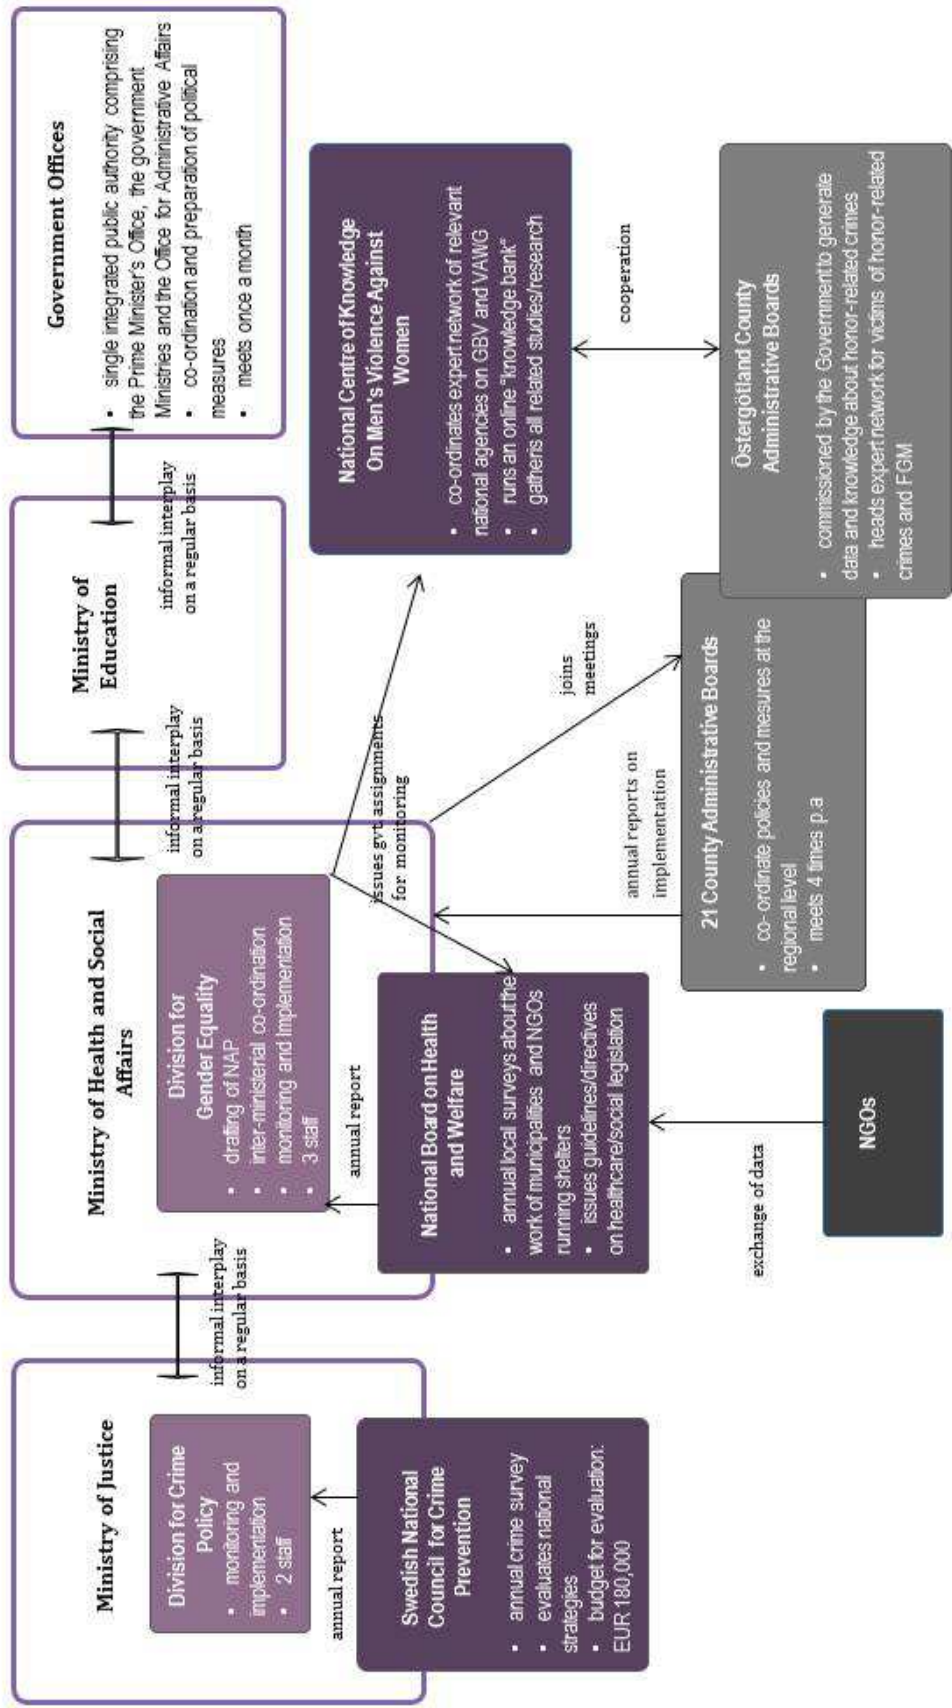 Ministry of Justice
Division for Crime
Policy
• monitoring and
implementation
• 2 staff
annual report
Swedish National
Council for Crime
Prevention
• annual crime survey
• evaluates national
strategies
• budget for evaluation:
EUR 180,000
informal interplay
on a regular basis
Ministry of Health and Social
Affairs
Division for
Gender Equality
• drafting of NAP
• inter-ministerial co-ordination
• monitoring and Implementation
• 3 staff
annual report
National Board on Health
and Welfare
• annual local surveys about the
work of municipalities and NGOs
running shelters
• issues guidelines/directives
on healthcare/social legislation
exchange of data
NGOs
informal interplay
on a regular basis
issues gvt. assignments
for monitoring
annual reports on
implementation
joins
meetings
21 County Administrative Boards
• co- ordinate policies and mesures at the
regional level
• meets 4 times p.a
Ministry of
Education
informal interplay
on a regular basis
Government Offices
• single integrated public authority comprising
the Prime Minister's Office, the government
Ministries and the Office for Administrative Affairs
• co-ordination and preparation of political
measures
• meets once a month
National Centre of Knowledge
On Men's Violence Against
Women
• co-ordinates expert network of relevant
national agencies on GBV and VAWG
• runs an online "knowledge bank"
• gatheris all related studies/research
cooperation
Östergötland County
Administrative Boards
• commissioned by the Government to generate
data and knowledge about honor-related crimes
• heads expert network for victims of honor-related
crimes and FGM